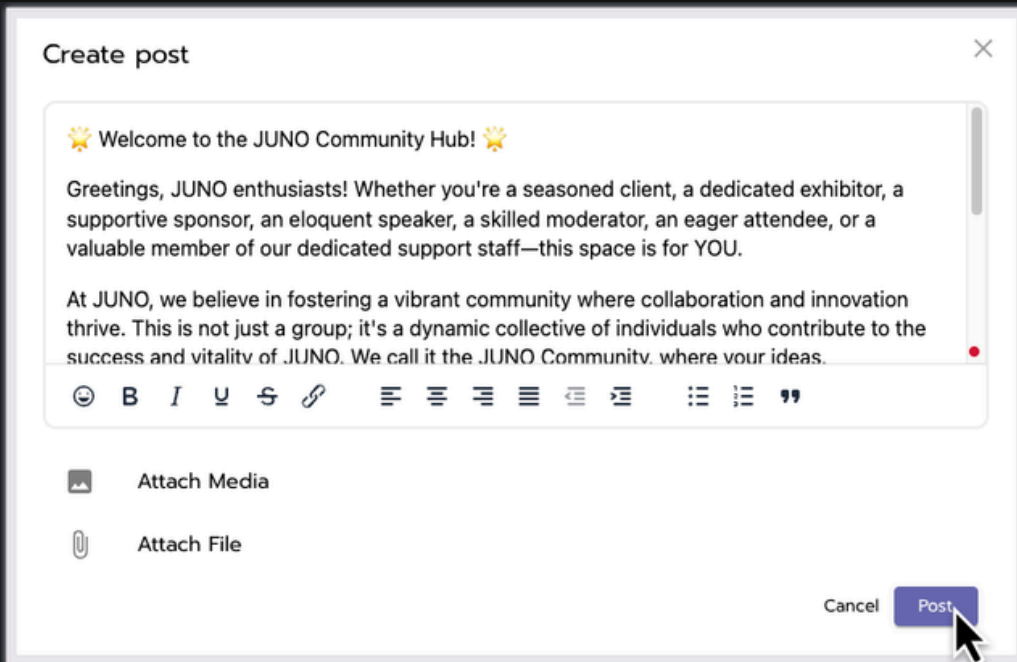 Create post
🌟 Welcome to the JUNO Community Hub! 🌟
Greetings, JUNO enthusiasts! Whether you're a seasoned client, a dedicated exhibitor, a
supportive sponsor, an eloquent speaker, a skilled moderator, an eager attendee, or a
valuable member of our dedicated support staff—this space is for YOU.
At JUNO, we believe in fostering a vibrant community where collaboration and innovation
thrive. This is not just a group; it's a dynamic collective of individuals who contribute to the
success and vitality of JUNO. We call it the JUNO Community, where your ideas,
B I U S
Attach Media
Attach File
Cancel Post